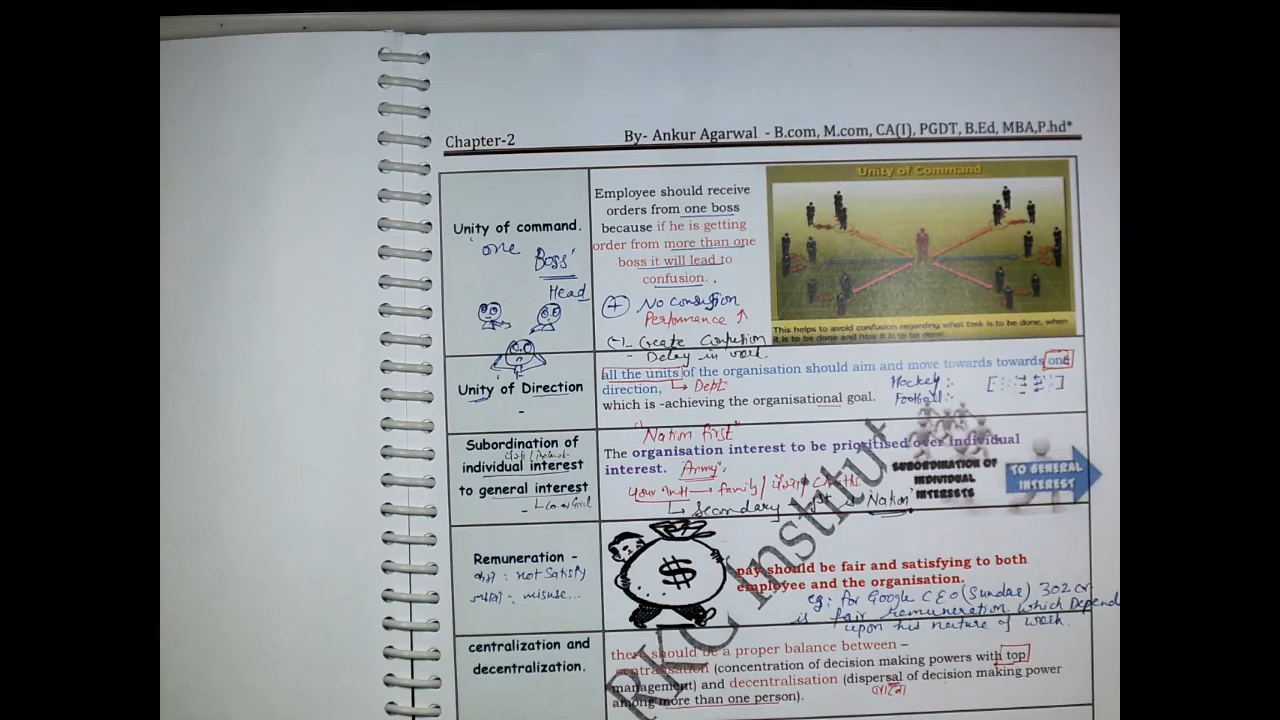 Chapter-2
By- Ankur Agarwal - B.com, M.com, CA(I), PGDT, B.Ed, MBA,P.hd*
Unity of command.
'one Boss'
Head
Employee should receive
orders from one boss
because if he is getting
order from more than one
boss it will lead to
confusion.
(+) No confusion
Performance ↑
(-) Create Confusion
- Delay in work.
Unity of Command
This helps to avoid confusion regarding what task is to be done, when
it is to be done and how it is to be done.
Unity of Direction
-
all the units of the organisation should aim and move towards towards one
direction,
→ Dept.
which is -achieving the organisational goal.
Hockey :-
Football :-
Subordination of
individual interest
to general interest
"Nation first"
The organisation interest to be prioritised over individual
interest.
"Army":
family/
↳ secondary 1st is 'Nation'
SUBORDINATION OF
INDIVIDUAL
INTERESTS
TO GENERAL
INTEREST
Remuneration -
: not Satisfy
: misuse...
$
pay should be fair and satisfying to both
employee and the organisation.
eg: for Google CEO (Sundae) 302 cr
is fair Remuneration which Depend
upon his nature of work.
centralization and
decentralization.
there should be a proper balance between –
centralisation (concentration of decision making powers with top
management) and decentralisation (dispersal of decision making power
among more than one person).
RKC Institut